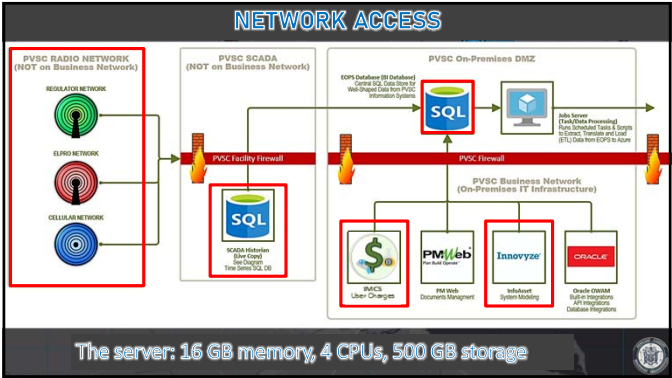 NETWORK ACCESS
PVSC RADIO NETWORK
(NOT on Business Network)
REGULATOR NETWORK
ELPRO NETWORK
CELLULAR NETWORK
PVSC SCADA
(NOT on Business Network)
PVSC Facility Firewall
SQL
SCADA Historian
(Live Copy)
See Diagram
Time Series SQL DB
PVSC On-Premises DMZ
EOPS Database (BI Database)
Central SQL Data Store for
Well-Shaped Data from PVSC
Information Systems
SQL
Jobs Server
(Task/Data Processing)
Runs Scheduled Tasks & Scripts
to Extract, Translate and Load
(ETL) Data from EOPS to Azure
PVSC Firewall
PVSC Business Network
(On-Premises IT Infrastructure)
$
IMCS
User Charges
PMWeb
Plan Build Operate
PM Web
Documents Managment
Innovyze
InfoAsset
System Modeling
ORACLE
Oracle OWAM
Built-in Integrations
API Integrations
Database Integrations
The server: 16 GB memory, 4 CPUs, 500 GB storage